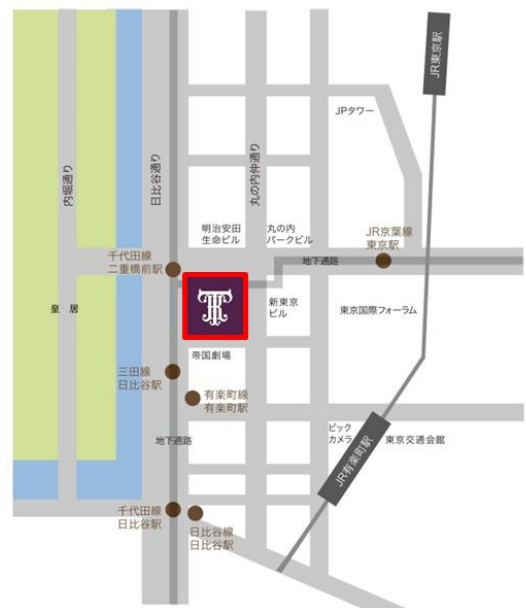 JR東京駅
JPタワー
内堀通り
日比谷通り
丸の内仲通り
明治安田
生命ビル
丸の内
パークビル
JR京葉線
東京駅
千代田線
二重橋前駅
地下通路
皇 居
新東京
ビル
東京国際フォーラム
帝国劇場
三田線
日比谷駅
有楽町線
有楽町駅
地下通路
ビック
カメラ
東京交通会館
JR有楽町駅
千代田線
日比谷駅
日比谷線
日比谷駅